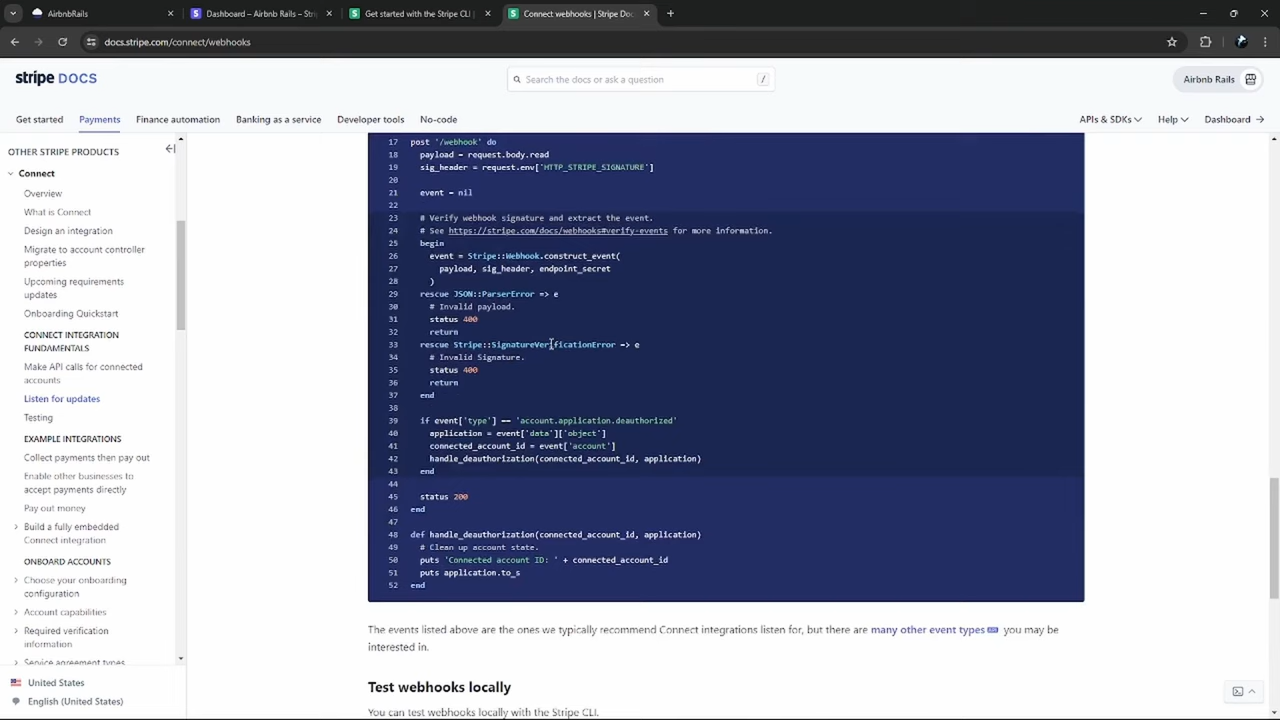 AirbnbRails
Dashboard – Airbnb Rails – Strip
Get started with the Stripe CLI
Connect webhooks | Stripe Doc
docs.stripe.com/connect/webhooks
stripe DOCS
Search the docs or ask a question
/
Airbnb Rails
Get started
Payments
Finance automation
Banking as a service
Developer tools
No-code
APIs & SDKs
Help
Dashboard
OTHER STRIPE PRODUCTS
Connect
Overview
What is Connect
Design an integration
Migrate to account controller
properties
Upcoming requirements
updates
Onboarding Quickstart
CONNECT INTEGRATION
FUNDAMENTALS
Make API calls for connected
accounts
Listen for updates
Testing
EXAMPLE INTEGRATIONS
Collect payments then pay out
Enable other businesses to
accept payments directly
Pay out money
Build a fully embedded
Connect integration
ONBOARD ACCOUNTS
Choose your onboarding
configuration
Account capabilities
Required verification
information
Service agreement types
United States
English (United States)
17 post '/webhook' do
18 payload = request.body.read
19 sig_header = request.env['HTTP_STRIPE_SIGNATURE']
20
21 event = nil
22
23 # Verify webhook signature and extract the event.
24 # See https://stripe.com/docs/webhooks#verify-events for more information.
25 begin
26 event = Stripe::Webhook.construct_event(
27 payload, sig_header, endpoint_secret
28 )
29 rescue JSON::ParserError => e
30 # Invalid payload.
31 status 400
32 return
33 rescue Stripe::SignatureVerificationError => e
34 # Invalid Signature.
35 status 400
36 return
37 end
38
39 if event['type'] == 'account.application.deauthorized'
40 application = event['data']['object']
41 connected_account_id = event['account']
42 handle_deauthorization(connected_account_id, application)
43 end
44
45 status 200
46 end
47
48 def handle_deauthorization(connected_account_id, application)
49 # Clean up account state.
50 puts 'Connected account ID: ' + connected_account_id
51 puts application.to_s
52 end
The events listed above are the ones we typically recommend Connect integrations listen for, but there are many other event types API you may be
interested in.
Test webhooks locally
You can test webhooks locally with the Stripe CLI.